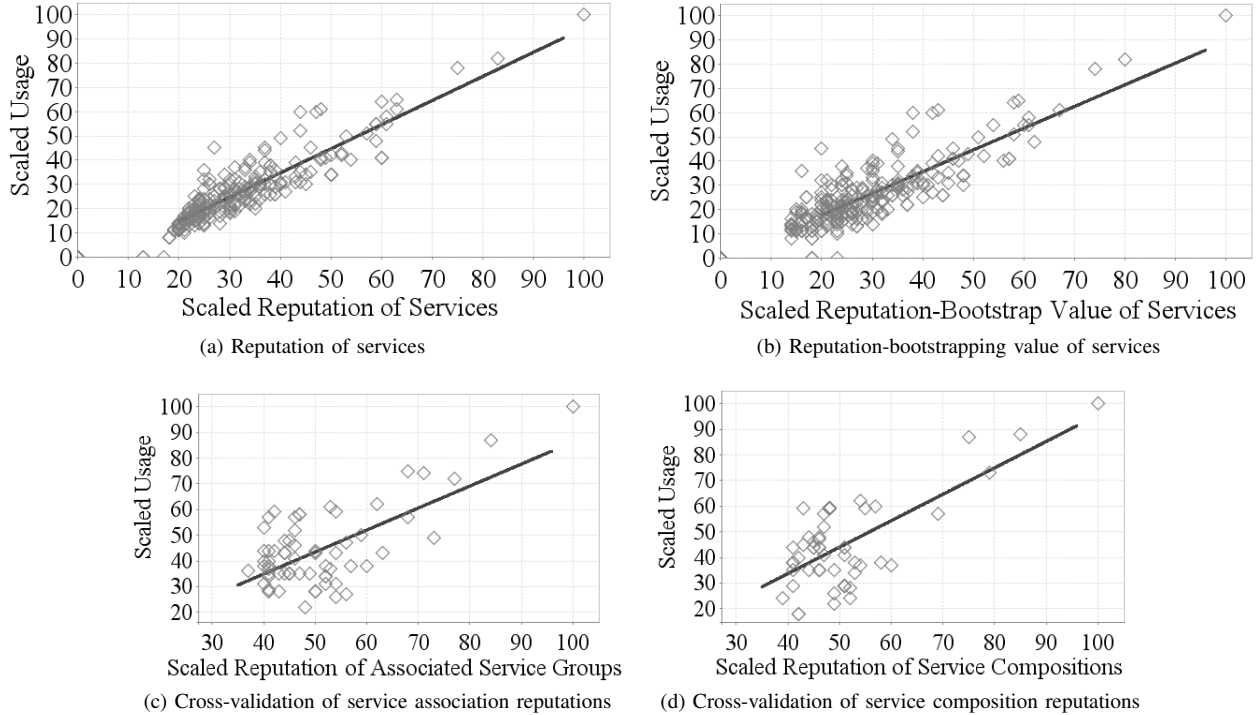 100
90
80
70
60
50
40
30
20
10
0
Scaled Usage
0 10 20 30 40 50 60 70 80 90 100
Scaled Reputation of Services
(a) Reputation of services
100
90
80
70
60
50
40
30
20
10
0
Scaled Usage
0 10 20 30 40 50 60 70 80 90 100
Scaled Reputation-Bootstrap Value of Services
(b) Reputation-bootstrapping value of services
100
90
80
70
60
50
40
30
20
Scaled Usage
30 40 50 60 70 80 90 100
Scaled Reputation of Associated Service Groups
(c) Cross-validation of service association reputations
100
90
80
70
60
50
40
30
20
Scaled Usage
30 40 50 60 70 80 90 100
Scaled Reputation of Service Compositions
(d) Cross-validation of service composition reputations